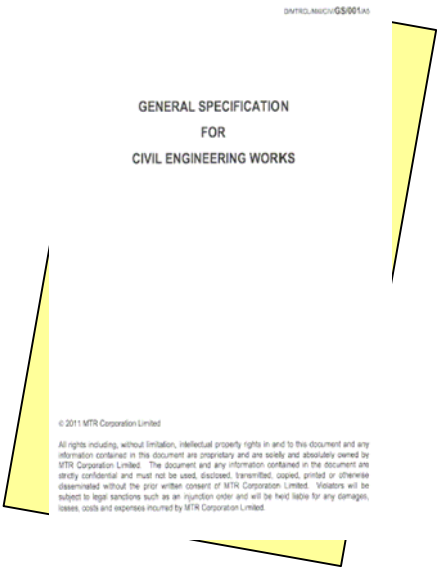 GS/001/A5
GENERAL SPECIFICATION
FOR
CIVIL ENGINEERING WORKS
© 2011 MTR Corporation Limited
All rights including, without limitation, intellectual property rights in and to this document and any
information contained in this document are proprietary and are solely and absolutely owned by
MTR Corporation Limited. The document and any information contained in the document are
strictly confidential and must not be used, disclosed, transmitted, copied, printed or otherwise
disseminated without the prior written consent of MTR Corporation Limited. Violators will be
subject to legal sanctions such as an injunction order and will be held liable for any damages,
losses, costs and expenses incurred by MTR Corporation Limited.